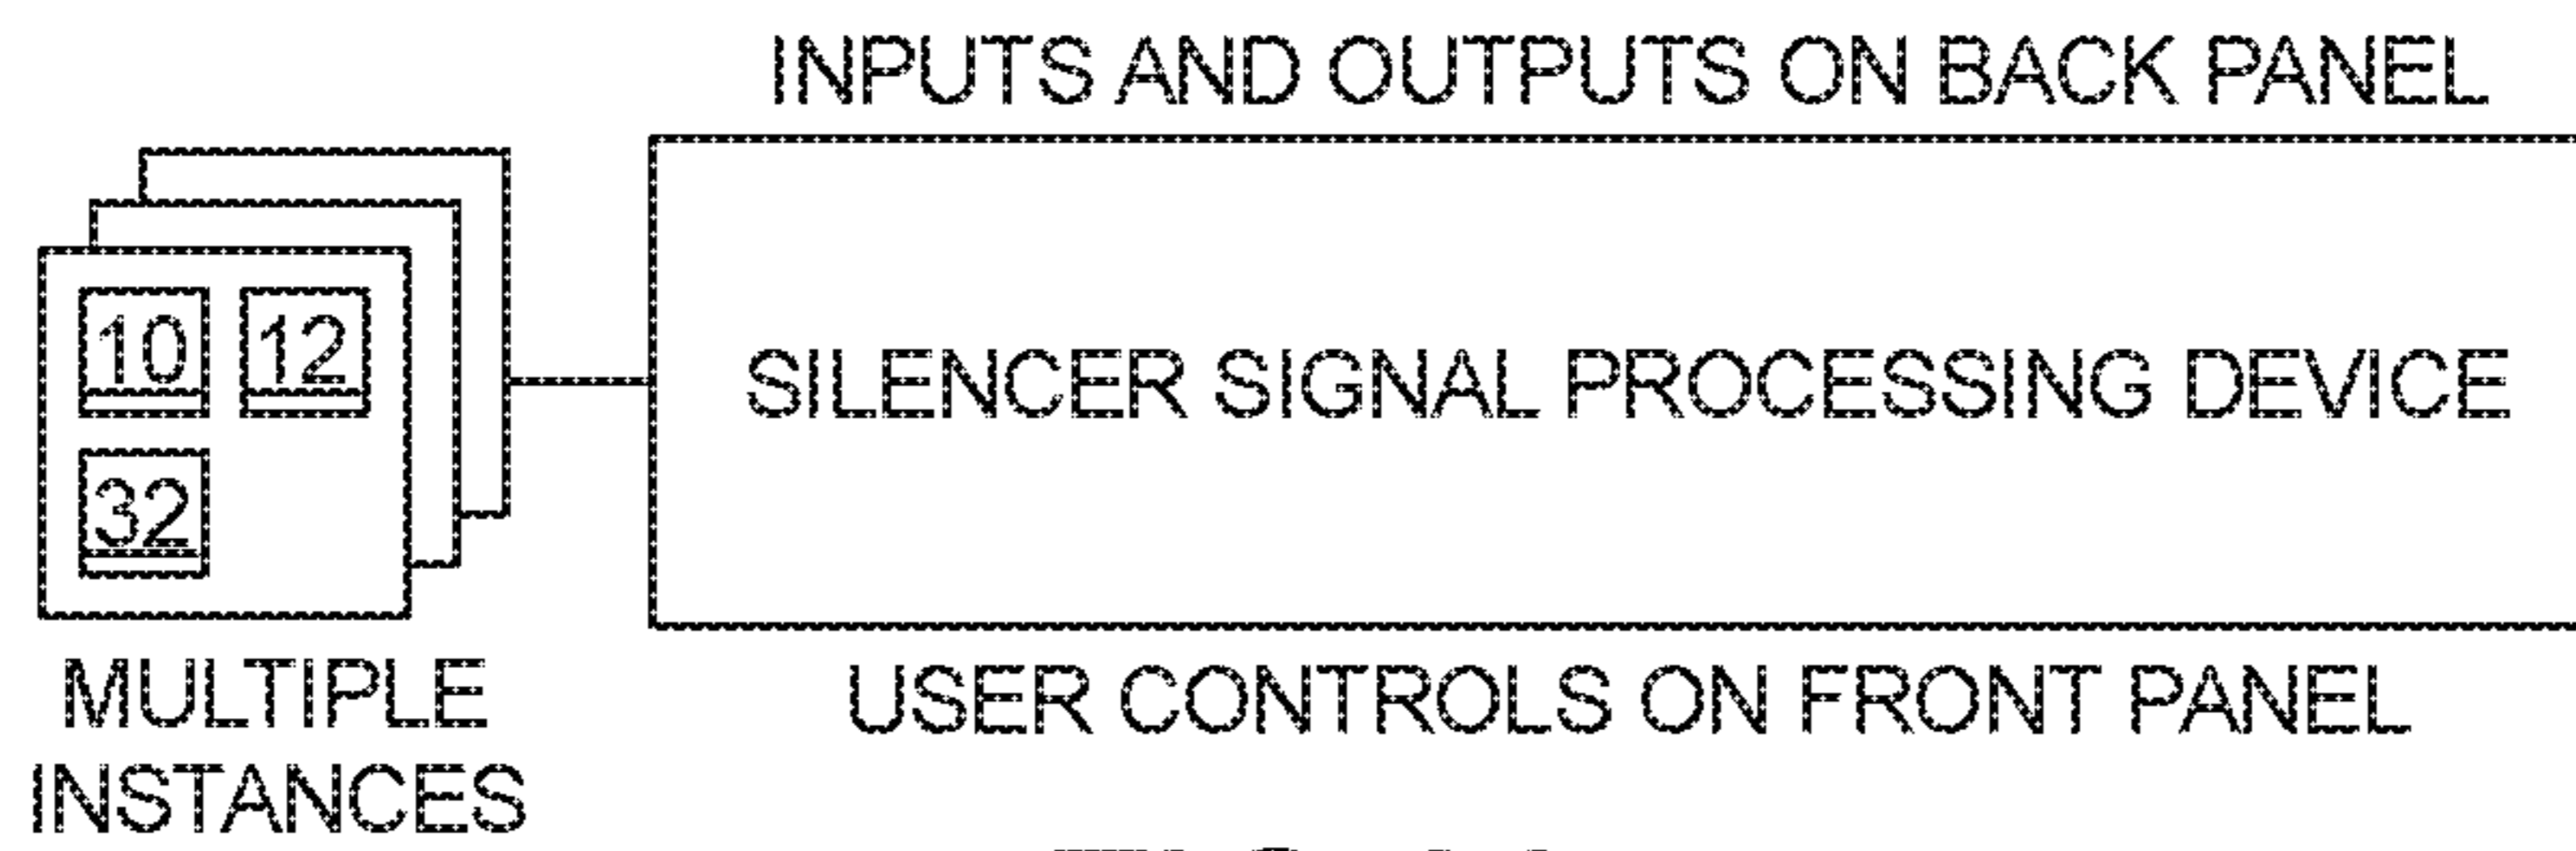 INPUTS AND OUTPUTS ON BACK PANEL
10 12
32
SILENCER SIGNAL PROCESSING DEVICE
MULTIPLE
INSTANCES
USER CONTROLS ON FRONT PANEL